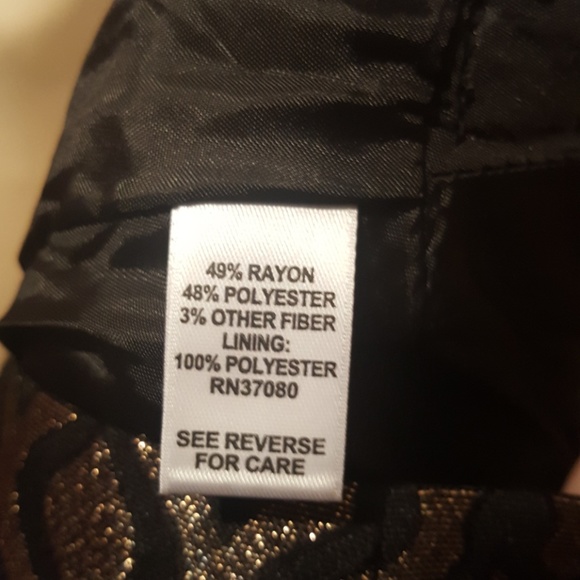 49% RAYON
48% POLYESTER
3% OTHER FIBER
LINING:
100% POLYESTER
RN37080
SEE REVERSE
FOR CARE